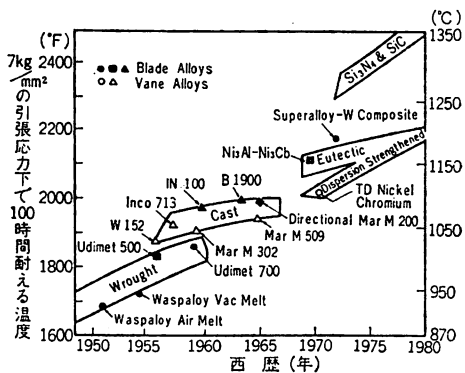 (°F)
(°C)
7kg/mm²の引張応力下で100時間耐える温度
2400
2200
2000
1800
1600
1350
1250
1150
1050
950
870
●■▲ Blade Alloys
○△ Vane Alloys
Si₃N₄ & SiC
Superalloy-W Composite
Ni₃Al-Ni₃Cb
Eutectic
Dispersion Strengthened
TD Nickel
Chromium
IN 100
B 1900
Inco 713
Cast
Directional Mar M 200
W 152
Mar M 509
Udimet 500
Mar M 302
Udimet 700
Wrought
Waspaloy Vac Melt
Waspaloy Air Melt
1950
1955
1960
1965
1970
1975
1980
西 歴 (年)